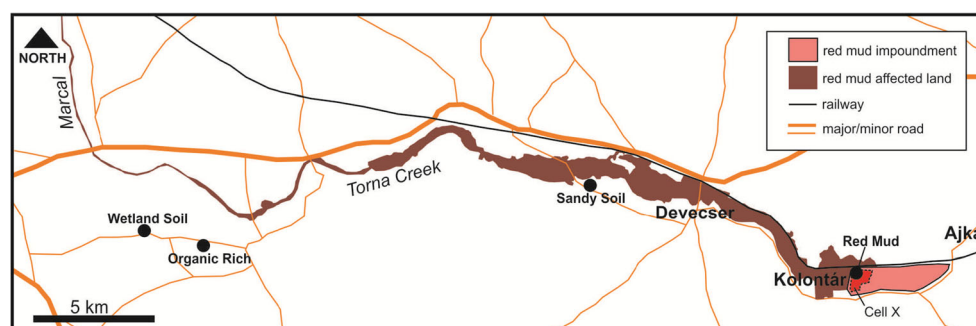 NORTH
Marcal
red mud impoundment
red mud affected land
railway
major/minor road
Torna Creek
Sandy Soil
Devecser
Wetland Soil
Organic Rich
Red Mud
Ajka
Kolontár
Cell X
5 km